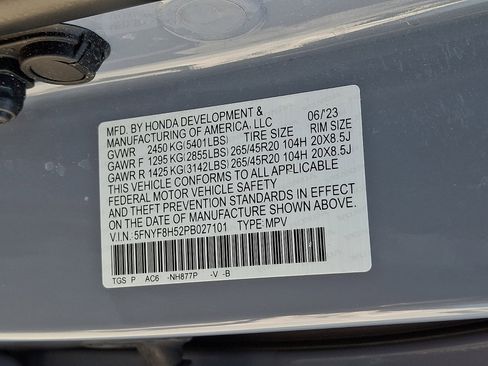 MFD. BY HONDA DEVELOPMENT & 06/'23
MANUFACTURING OF AMERICA, LLC
GVWR 2450 KG(5401LBS) TIRE SIZE RIM SIZE
GAWR F 1295 KG(2855LBS) 265/45R20 104H 20X8.5J
GAWR R 1425 KG(3142LBS) 265/45R20 104H 20X8.5J
THIS VEHICLE CONFORMS TO ALL APPLICABLE
FEDERAL MOTOR VEHICLE SAFETY
AND THEFT PREVENTION STANDARDS IN EFFECT
ON THE DATE OF MANUFACTURE SHOWN ABOVE.
V.I.N. 5FNYF8H52PB027101 TYPE: MPV
TGS P AC6 -NH877P -V -B